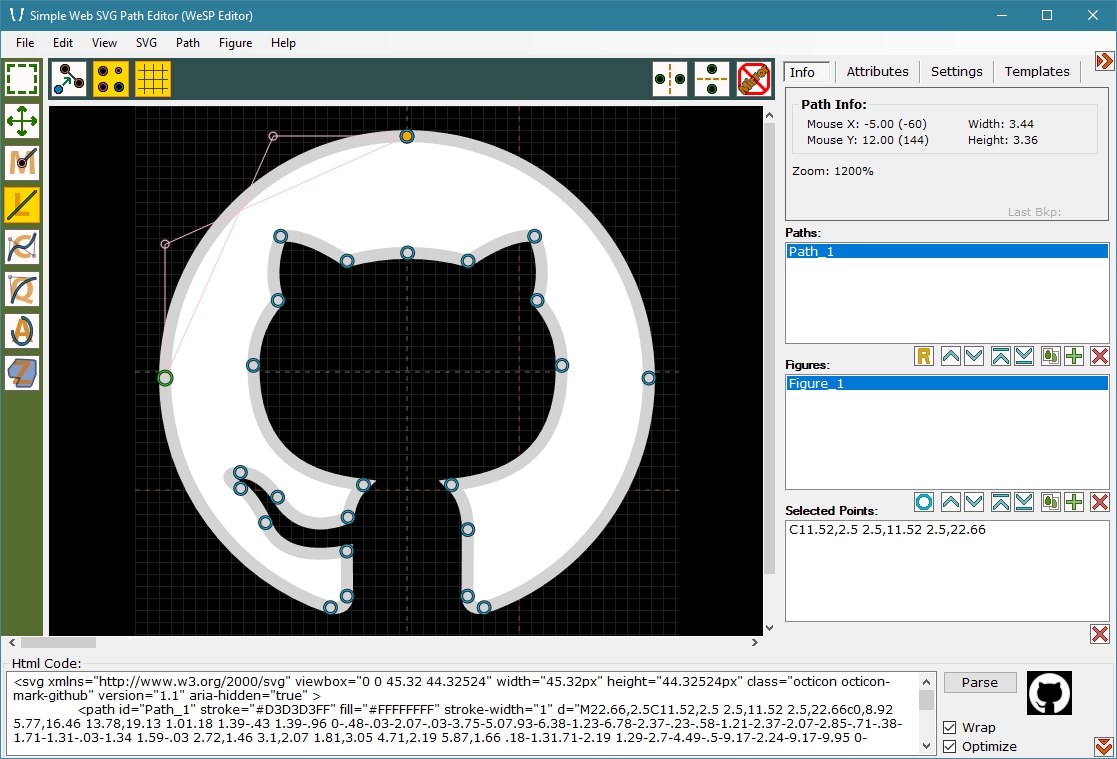 Simple Web SVG Path Editor (WeSP Editor)
File Edit View SVG Path Figure Help
Info Attributes Settings Templates
M
L
C
Q
A
Z
Mirror
Path Info:
Mouse X: -5.00 (-60) Width: 3.44
Mouse Y: 12.00 (144) Height: 3.36
Zoom: 1200%
Last Bkp:
Paths:
Path_1
R
Figures:
Figure_1
Selected Points:
C11.52,2.5 2.5,11.52 2.5,22.66
Html Code:
<svg xmlns="http://www.w3.org/2000/svg" viewbox="0 0 45.32 44.32524" width="45.32px" height="44.32524px" class="octicon octicon-
mark-github" version="1.1" aria-hidden="true" >
<path id="Path_1" stroke="#D3D3D3FF" fill="#FFFFFFFF" stroke-width="1" d="M22.66,2.5C11.52,2.5 2.5,11.52 2.5,22.66c0,8.92
5.77,16.46 13.78,19.13 1.01.18 1.39-.43 1.39-.96 0-.48-.03-2.07-.03-3.75-5.07.93-6.38-1.23-6.78-2.37-.23-.58-1.21-2.37-2.07-2.85-.71-.38-
1.71-1.31-.03-1.34 1.59-.03 2.72,1.46 3.1,2.07 1.81,3.05 4.71,2.19 5.87,1.66 .18-1.31.71-2.19 1.29-2.7-4.49-.5-9.17-2.24-9.17-9.95 0-
Parse
Wrap
Optimize